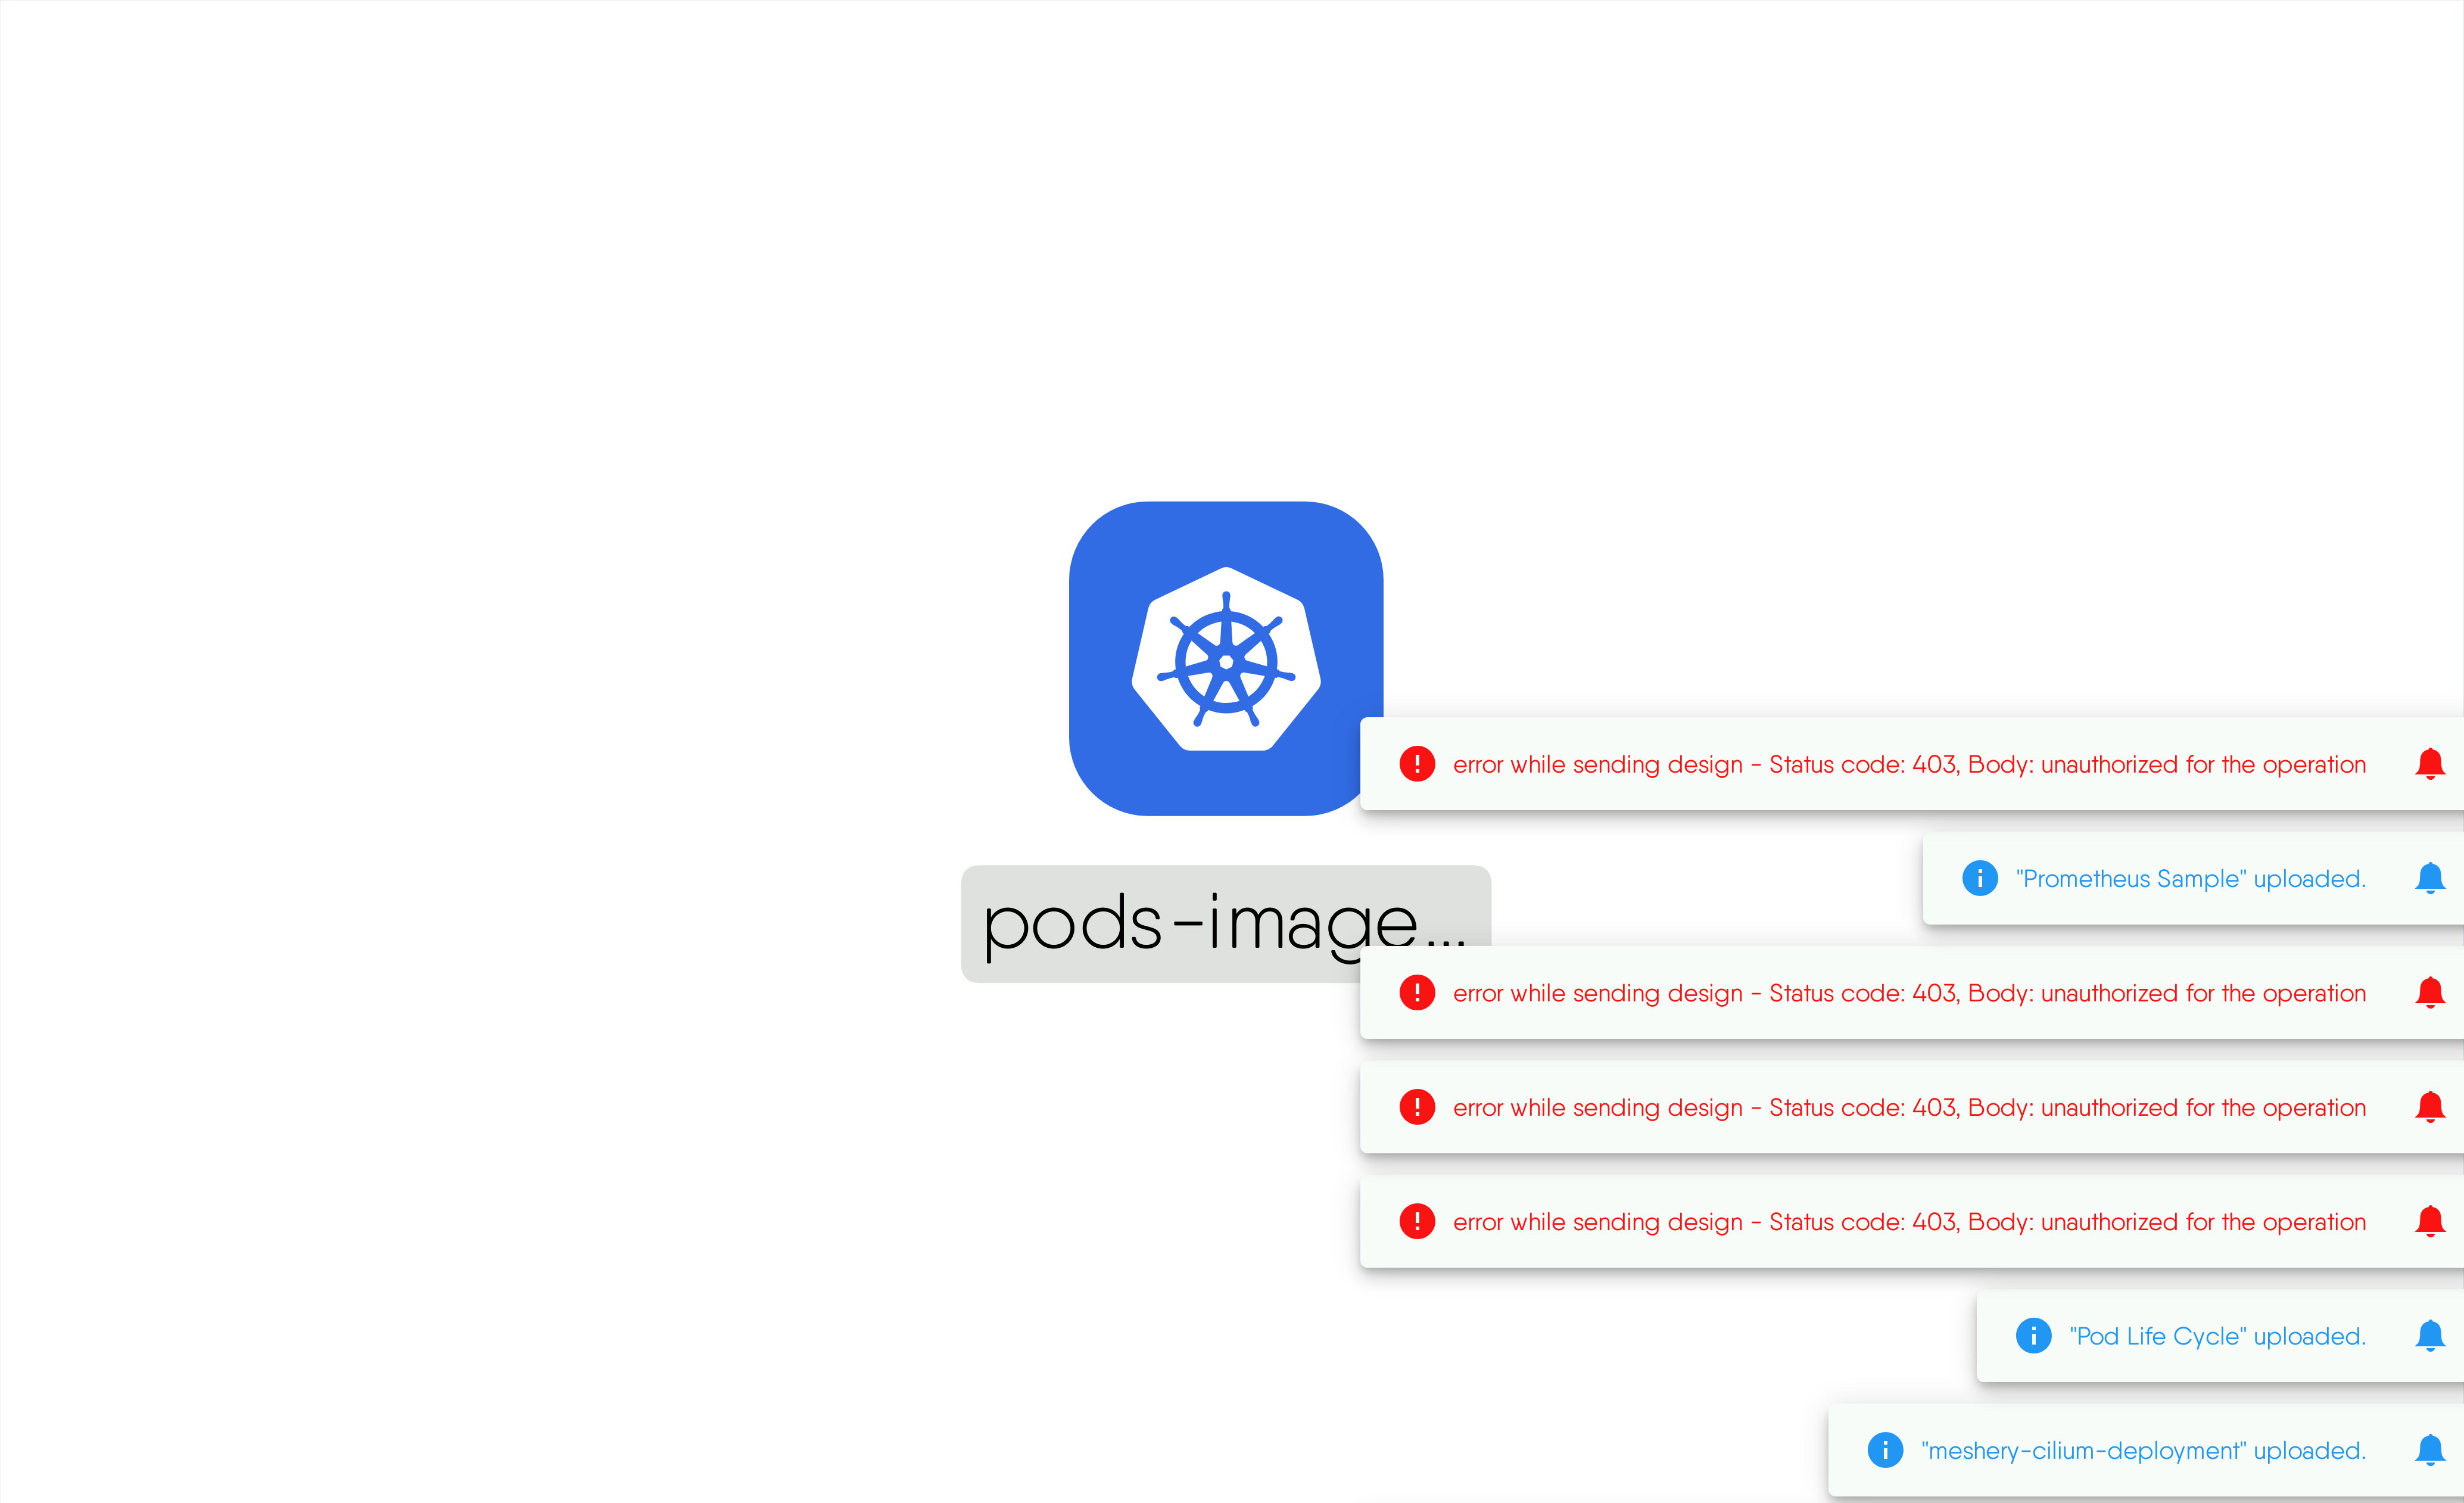 error while sending design - Status code: 403, Body: unauthorized for the operation
"Prometheus Sample" uploaded.
pods-image...
error while sending design - Status code: 403, Body: unauthorized for the operation
error while sending design - Status code: 403, Body: unauthorized for the operation
error while sending design - Status code: 403, Body: unauthorized for the operation
"Pod Life Cycle" uploaded.
"meshery-cilium-deployment" uploaded.